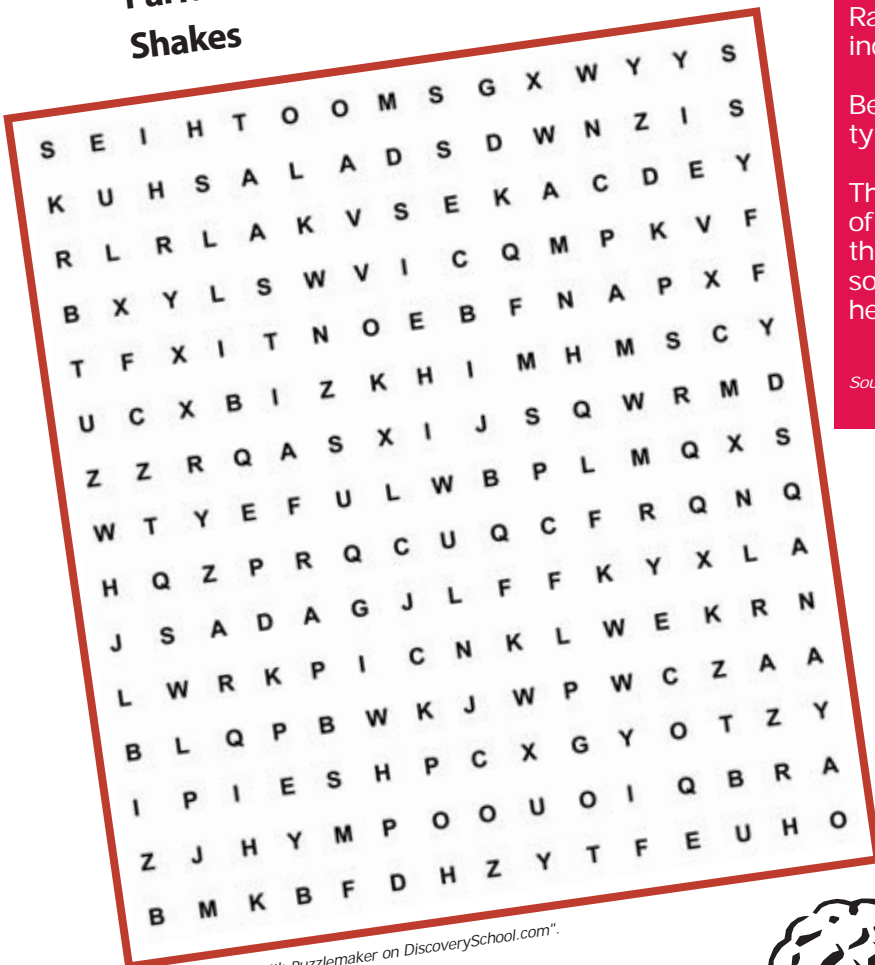 Shakes
S E I H T O O M S G X W Y Y S
K U H S A L A D S D W N Z I S
R L R L A K V S E K A C D E Y
B X Y L S W V I C Q M P K V F
T F X I T N O E B F N A P X F
U C X B I Z K H I M H M S C Y
Z Z R Q A S X I J S Q W R M D
W T Y E F U L W B P L M Q X S
H Q Z P R Q C U Q C F R Q N Q
J S A D A G J L F F K Y X L A
L W R K P I C N K L W E K R N
B L Q P B W K J W P W C Z A A
I P I E S H P C X G Y O T Z Y
Z J H Y M P O O U O I Q B R A
B M K B F D H Z Y T F E U H O
Puzzlemaker on DiscoverySchool.com".